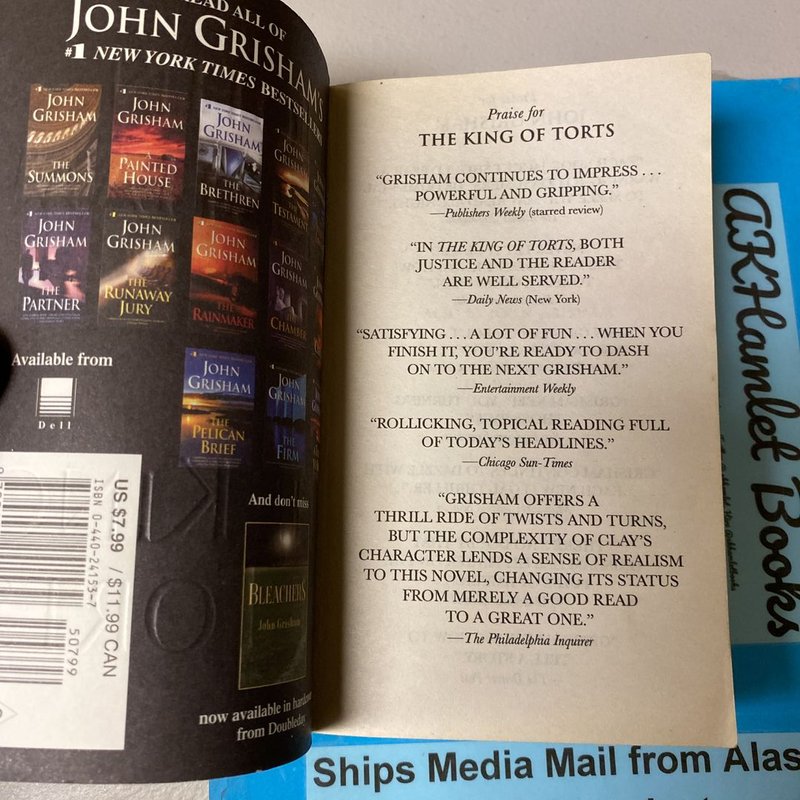 READ ALL OF
JOHN GRISHAM'S
#1 NEW YORK TIMES BESTSELLERS
JOHN
GRISHAM
THE
SUMMONS
JOHN
GRISHAM
A
PAINTED
HOUSE
JOHN
GRISHAM
THE
BRETHREN
JOHN
GRISHAM
THE
TESTAMENT
JOHN
GRISHAM
THE
PARTNER
JOHN
GRISHAM
THE
RUNAWAY
JURY
JOHN
GRISHAM
THE
RAINMAKER
JOHN
GRISHAM
THE
CHAMBER
Available from
Dell
JOHN
GRISHAM
THE
PELICAN
BRIEF
JOHN
GRISHAM
THE
FIRM
And don't miss
BLEACHERS
John Grisham
now available in hardcover
from Doubleday
US $7.99 / $11.99 CAN
ISBN 0-440-24153-7
50799
Praise for
THE KING OF TORTS
“GRISHAM CONTINUES TO IMPRESS . . .
POWERFUL AND GRIPPING.”
—Publishers Weekly (starred review)
“IN THE KING OF TORTS, BOTH
JUSTICE AND THE READER
ARE WELL SERVED.”
—Daily News (New York)
“SATISFYING . . . A LOT OF FUN . . . WHEN YOU
FINISH IT, YOU'RE READY TO DASH
ON TO THE NEXT GRISHAM.”
—Entertainment Weekly
“ROLLICKING, TOPICAL READING FULL
OF TODAY'S HEADLINES.”
—Chicago Sun-Times
“GRISHAM OFFERS A
THRILL RIDE OF TWISTS AND TURNS,
BUT THE COMPLEXITY OF CLAY'S
CHARACTER LENDS A SENSE OF REALISM
TO THIS NOVEL, CHANGING ITS STATUS
FROM MERELY A GOOD READ
TO A GREAT ONE.”
—The Philadelphia Inquirer
AKHamlet Books
Ships Media Mail from Alas